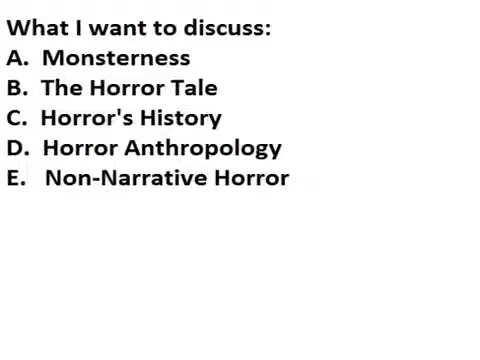 What I want to discuss:
A. Monsterness
B. The Horror Tale
C. Horror's History
D. Horror Anthropology
E. Non-Narrative Horror